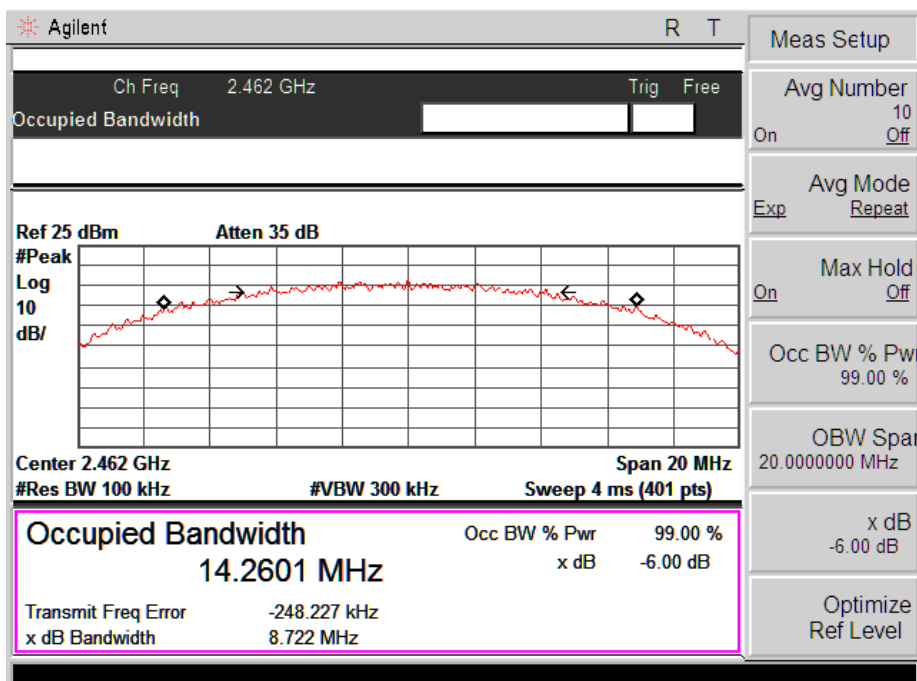 Agilent R T
Ch Freq 2.462 GHz Trig Free
Occupied Bandwidth
Ref 25 dBm Atten 35 dB
#Peak
Log
10
dB/
Center 2.462 GHz Span 20 MHz
#Res BW 100 kHz #VBW 300 kHz Sweep 4 ms (401 pts)
Occupied Bandwidth Occ BW % Pwr 99.00 %
14.2601 MHz x dB -6.00 dB
Transmit Freq Error -248.227 kHz
x dB Bandwidth 8.722 MHz
Meas Setup
Avg Number
10
On Off
Avg Mode
Exp Repeat
Max Hold
On Off
Occ BW % Pwr
99.00 %
OBW Span
20.0000000 MHz
x dB
-6.00 dB
Optimize
Ref Level